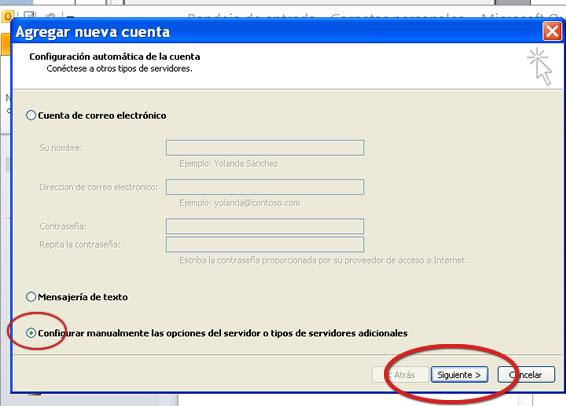 Bandeja de entrada - Carpetas personales - Microsoft Ou
Agregar nueva cuenta
Configuración automática de la cuenta
Conéctese a otros tipos de servidores.
Cuenta de correo electrónico
Su nombre:
Ejemplo: Yolanda Sánchez
Dirección de correo electrónico:
Ejemplo: yolanda@contoso.com
Contraseña:
Repita la contraseña:
Escriba la contraseña proporcionada por su proveedor de acceso a Internet.
Mensajería de texto
Configurar manualmente las opciones del servidor o tipos de servidores adicionales
< Atrás Siguiente > Cancelar